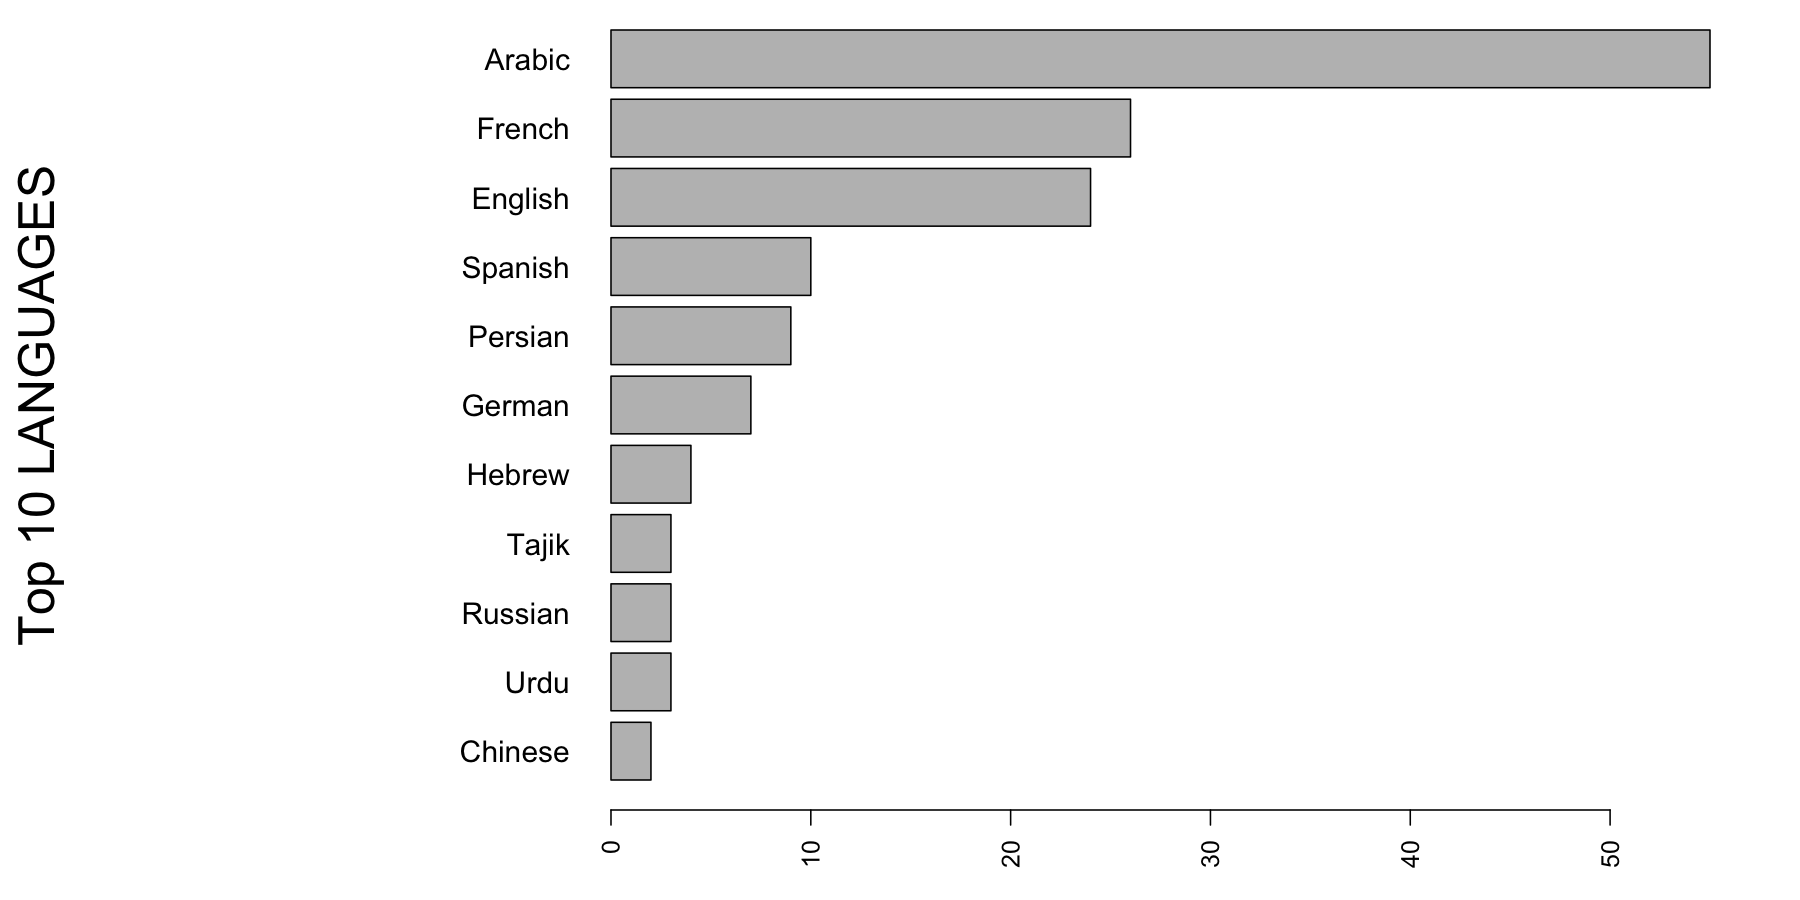 Top 10 LANGUAGES
Arabic
French
English
Spanish
Persian
German
Hebrew
Tajik
Russian
Urdu
Chinese
0 10 20 30 40 50